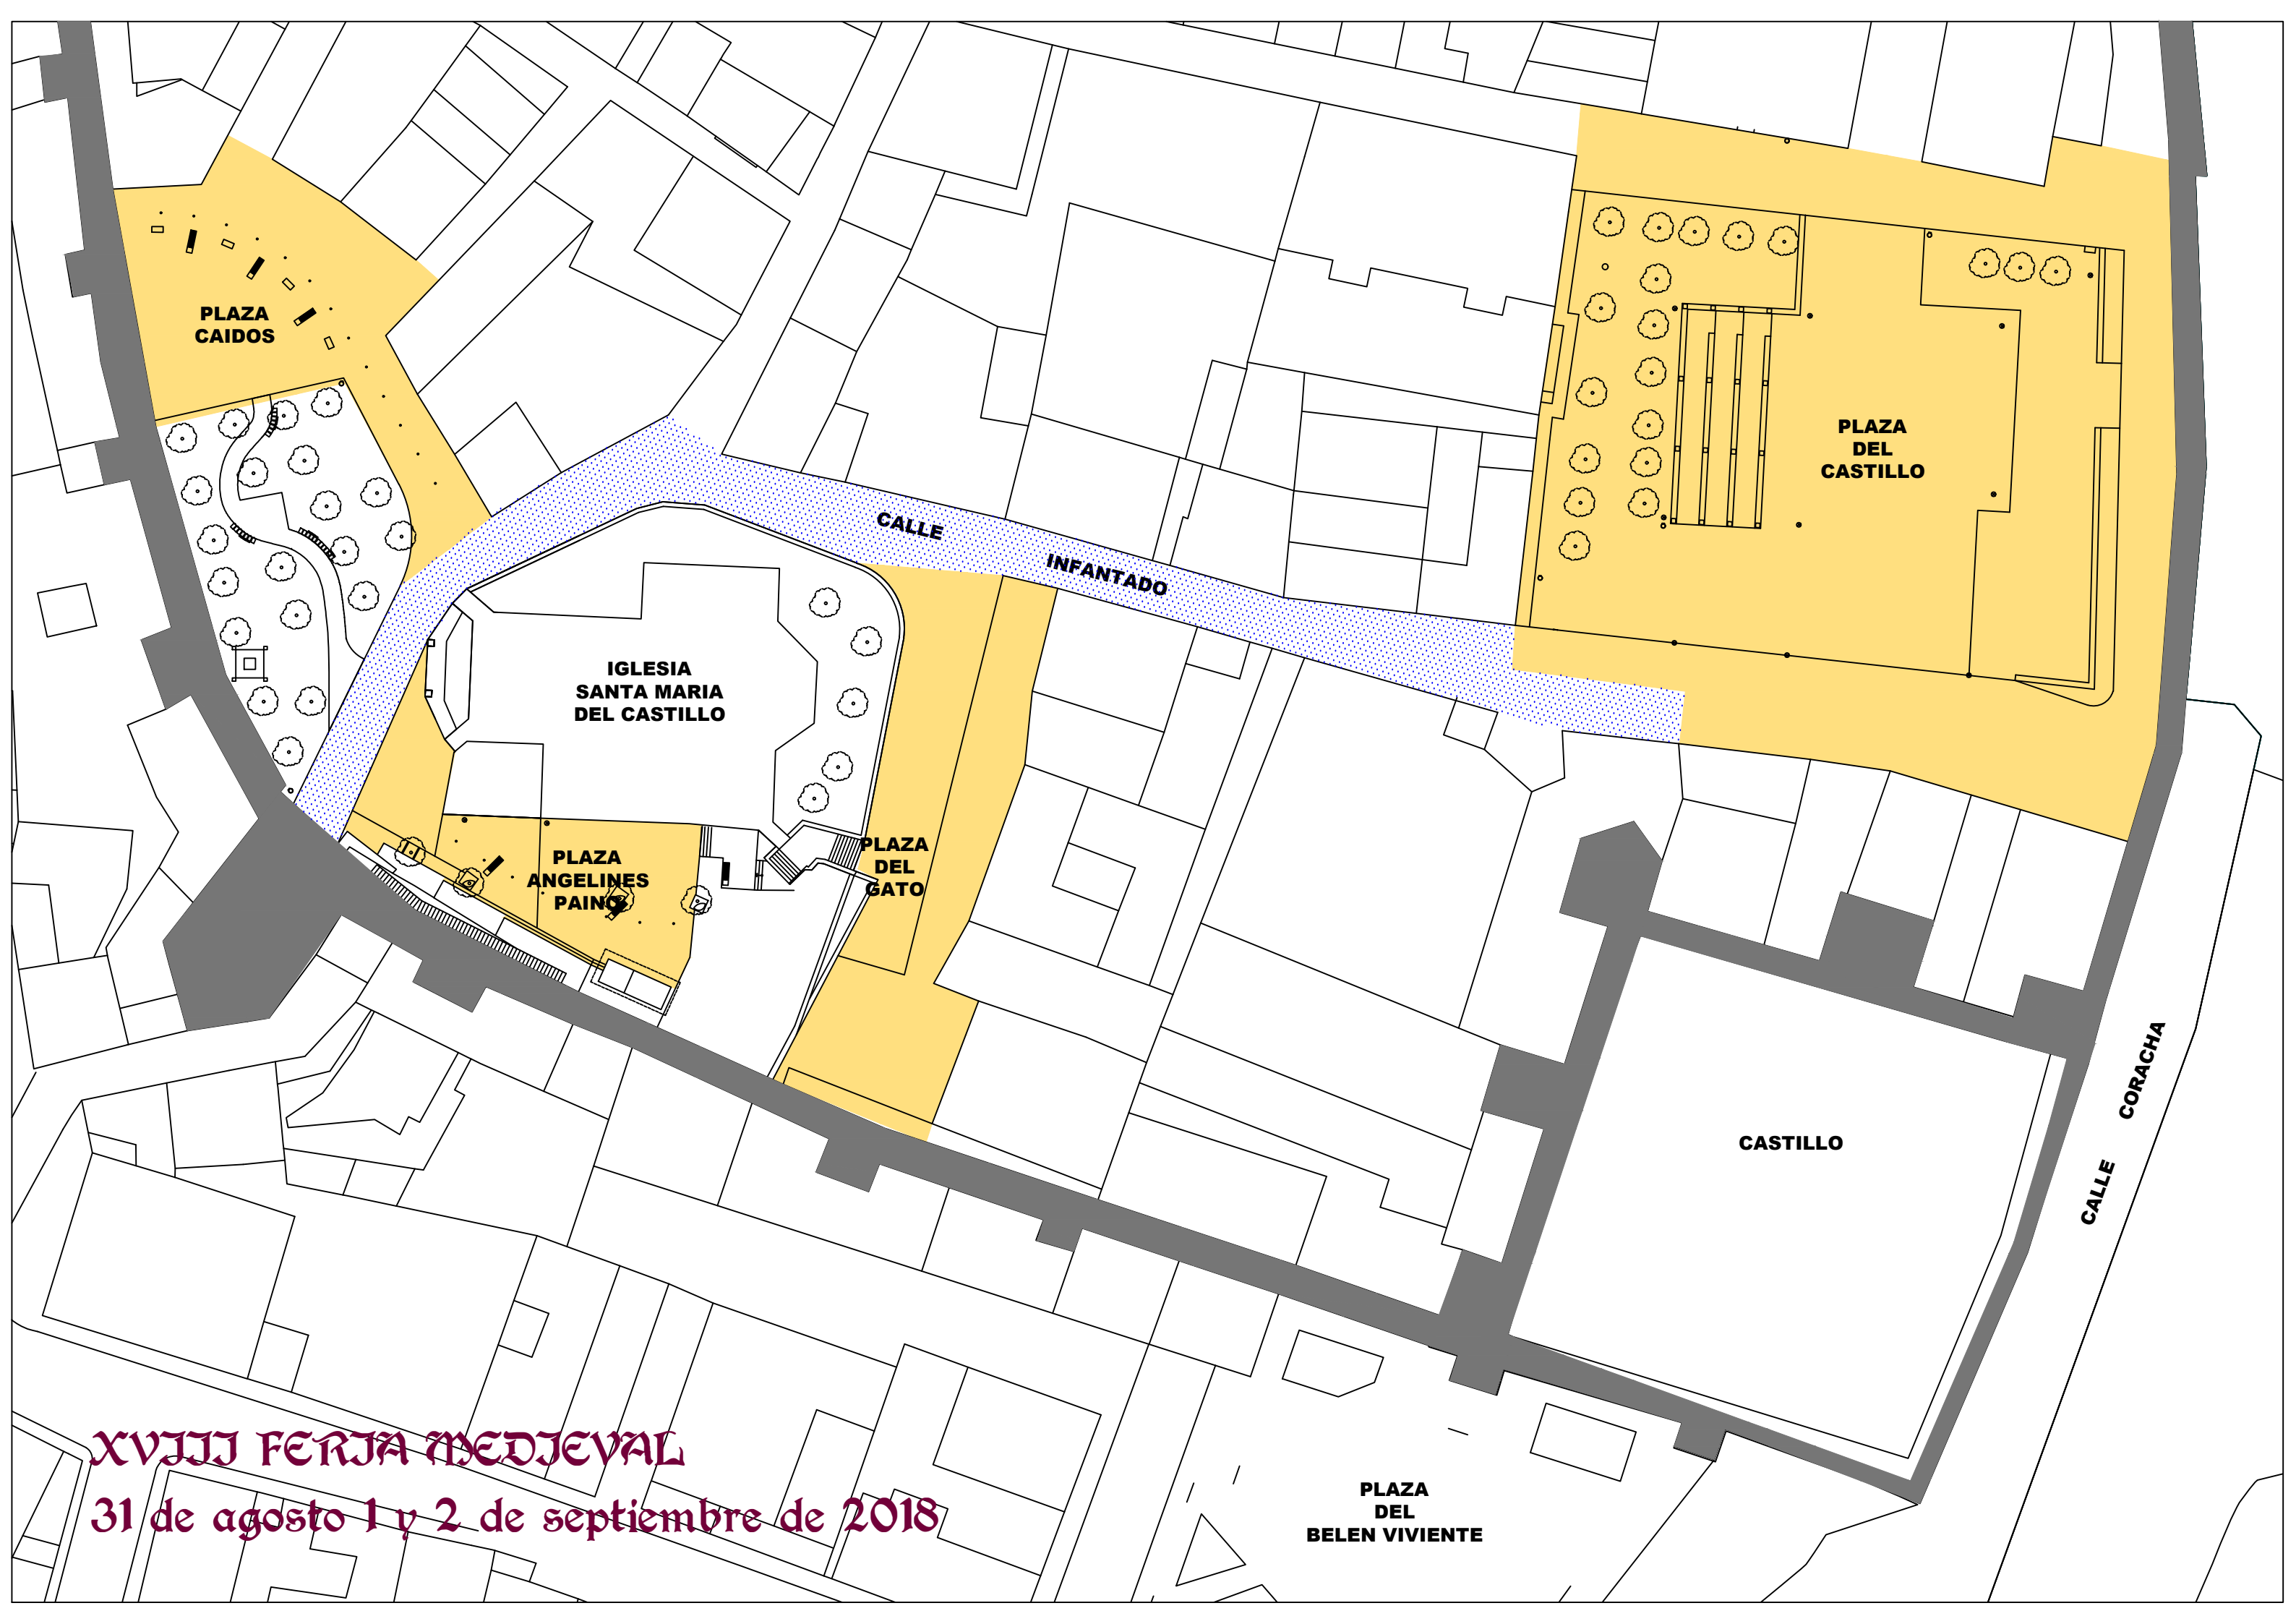 PLAZA
CAIDOS
PLAZA
DEL
CASTILLO
CALLE
INFANTADO
IGLESIA
SANTA MARIA
DEL CASTILLO
PLAZA
ANGELINES
PAINO
PLAZA
DEL
GATO
CALLE CORACHA
CASTILLO
XVIII FERIA MEDIEVAL
31 de agosto 1 y 2 de septiembre de 2018
PLAZA
DEL
BELEN VIVIENTE